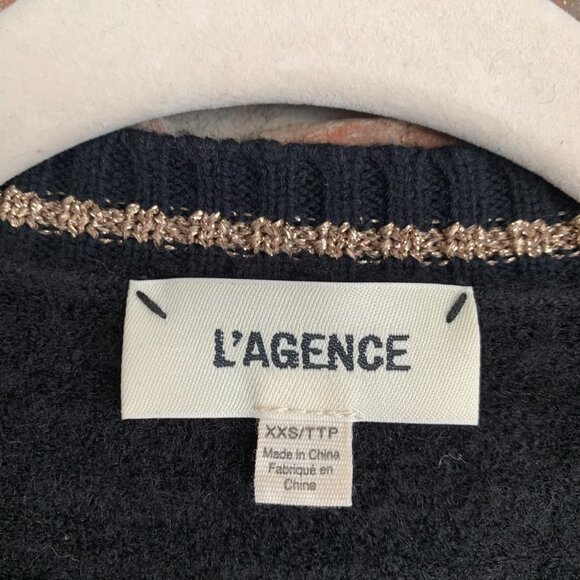 L'AGENCE
XXS/TTP
Made in China
Fabriqué en
Chine